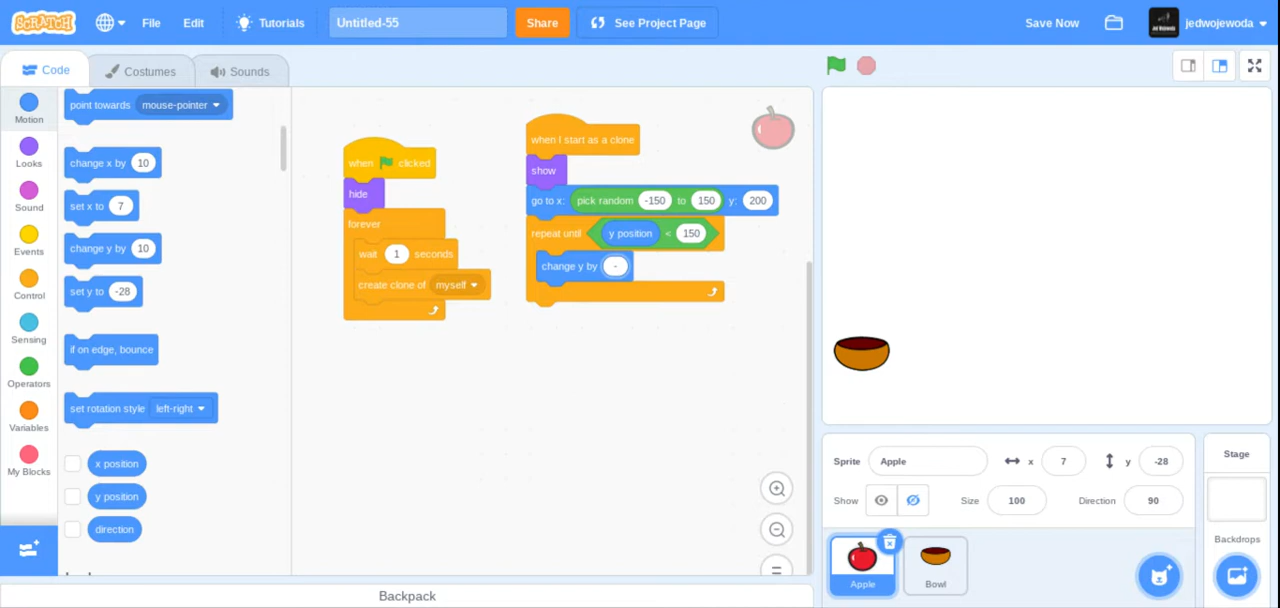 SCRATCH File Edit Tutorials Untitled-55 Share See Project Page Save Now jedwojewoda
Code Costumes Sounds
Motion
Looks
Sound
Events
Control
Sensing
Operators
Variables
My Blocks
point towards mouse-pointer
change x by 10
set x to 7
change y by 10
set y to -28
if on edge, bounce
set rotation style left-right
x position
y position
direction
when clicked
hide
forever
wait 1 seconds
create clone of myself
when I start as a clone
show
go to x: pick random -150 to 150 y: 200
repeat until y position < 150
change y by -
Backpack
Sprite Apple x 7 y -28
Show Size 100 Direction 90
Apple Bowl
Stage
Backdrops